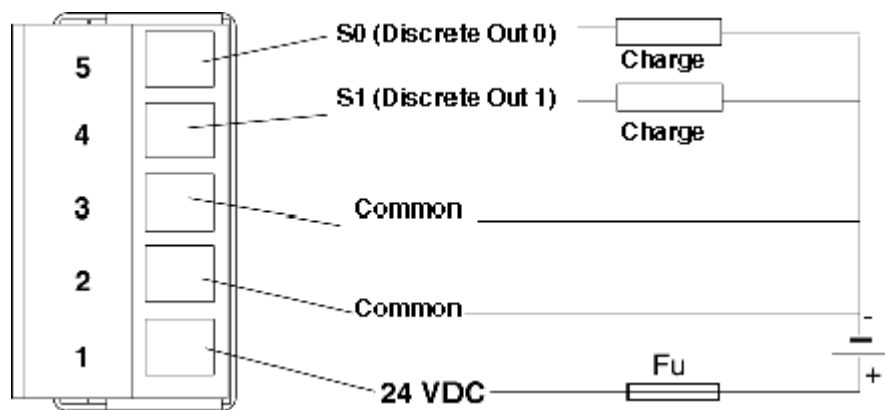 5
S0 (Discrete Out 0)
Charge
4
S1 (Discrete Out 1)
Charge
3
Common
2
Common
-
1
24 VDC
Fu
+